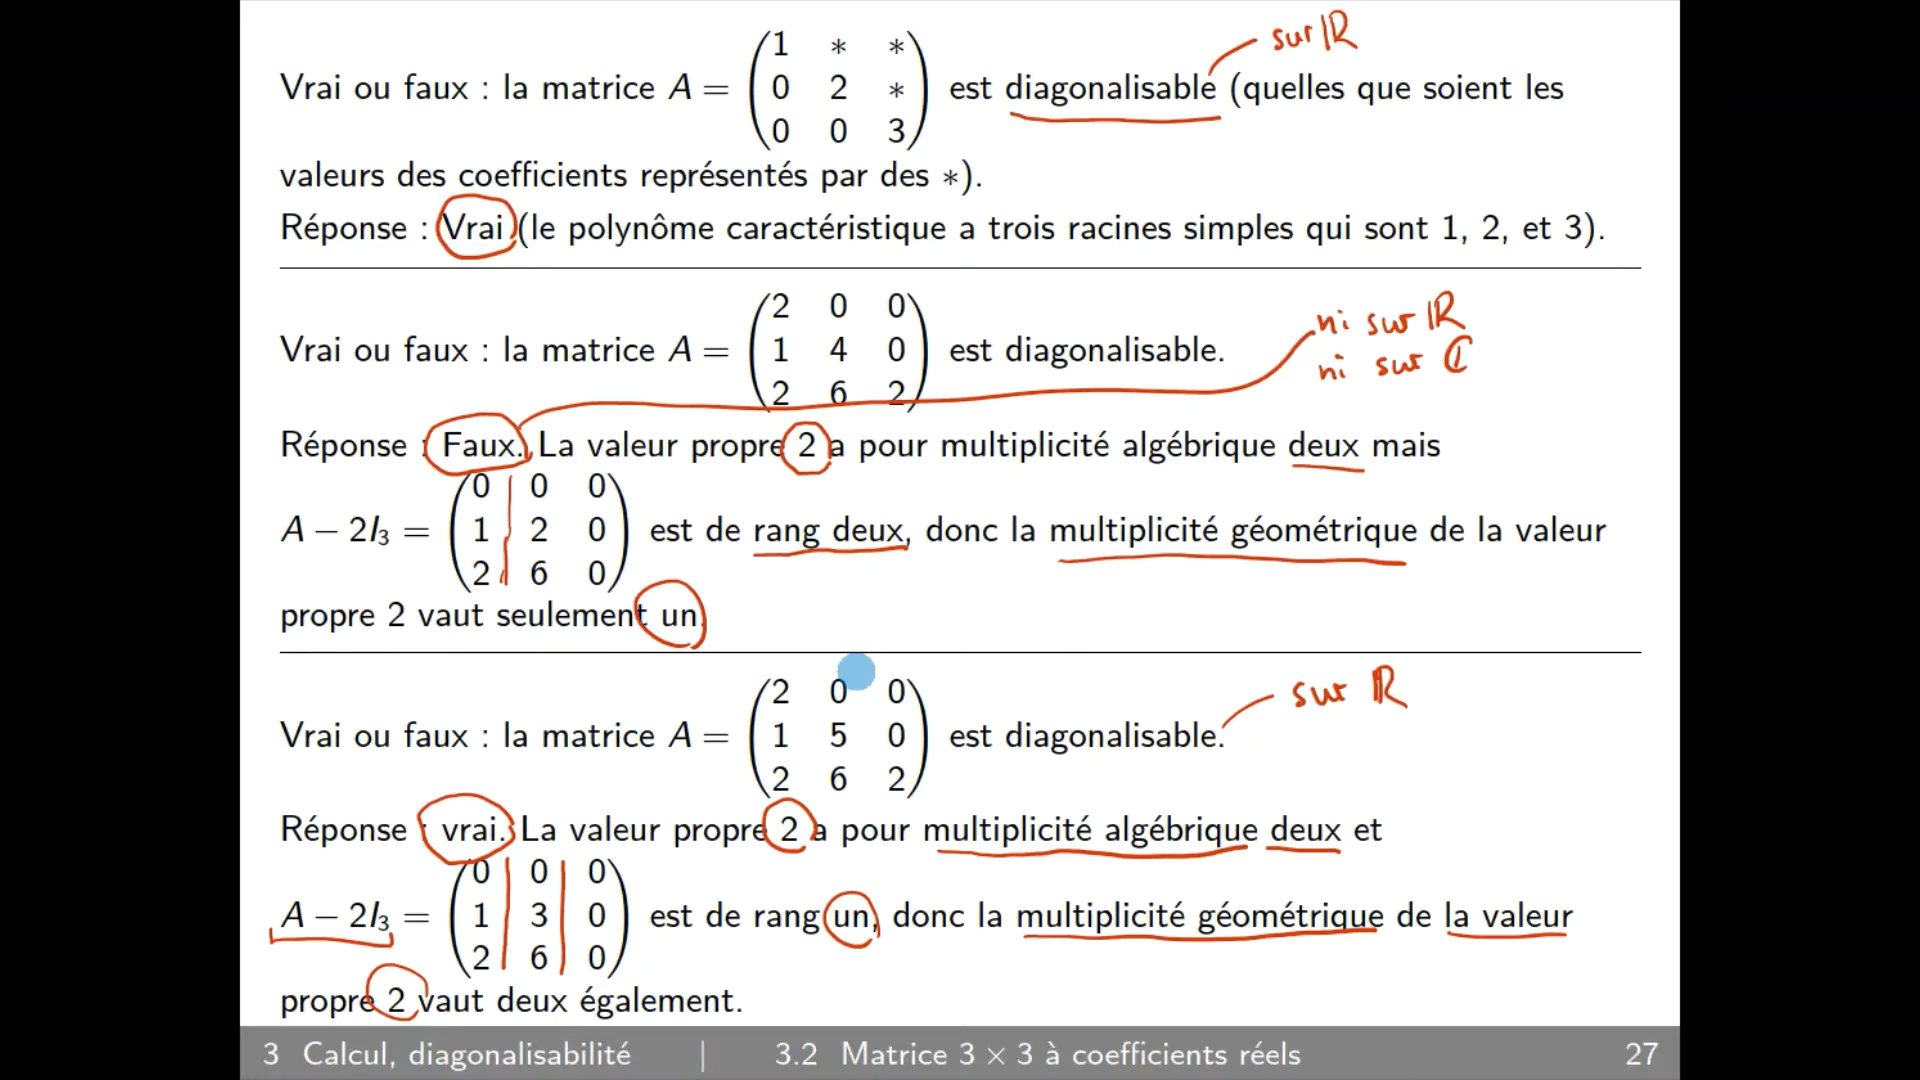 sur ℝ
Vrai ou faux : la matrice A = (1 * * ; 0 2 * ; 0 0 3) est diagonalisable (quelles que soient les
valeurs des coefficients représentés par des *).
Réponse : Vrai (le polynôme caractéristique a trois racines simples qui sont 1, 2, et 3).
ni sur ℝ
ni sur ℂ
Vrai ou faux : la matrice A = (2 0 0 ; 1 4 0 ; 2 6 2) est diagonalisable.
Réponse : Faux. La valeur propre 2 a pour multiplicité algébrique deux mais
A − 2I₃ = (0 0 0 ; 1 2 0 ; 2 6 0) est de rang deux, donc la multiplicité géométrique de la valeur
propre 2 vaut seulement un.
sur ℝ
Vrai ou faux : la matrice A = (2 0 0 ; 1 5 0 ; 2 6 2) est diagonalisable.
Réponse : vrai. La valeur propre 2 a pour multiplicité algébrique deux et
A − 2I₃ = (0 0 0 ; 1 3 0 ; 2 6 0) est de rang un, donc la multiplicité géométrique de la valeur
propre 2 vaut deux également.
3 Calcul, diagonalisabilité | 3.2 Matrice 3 × 3 à coefficients réels 27